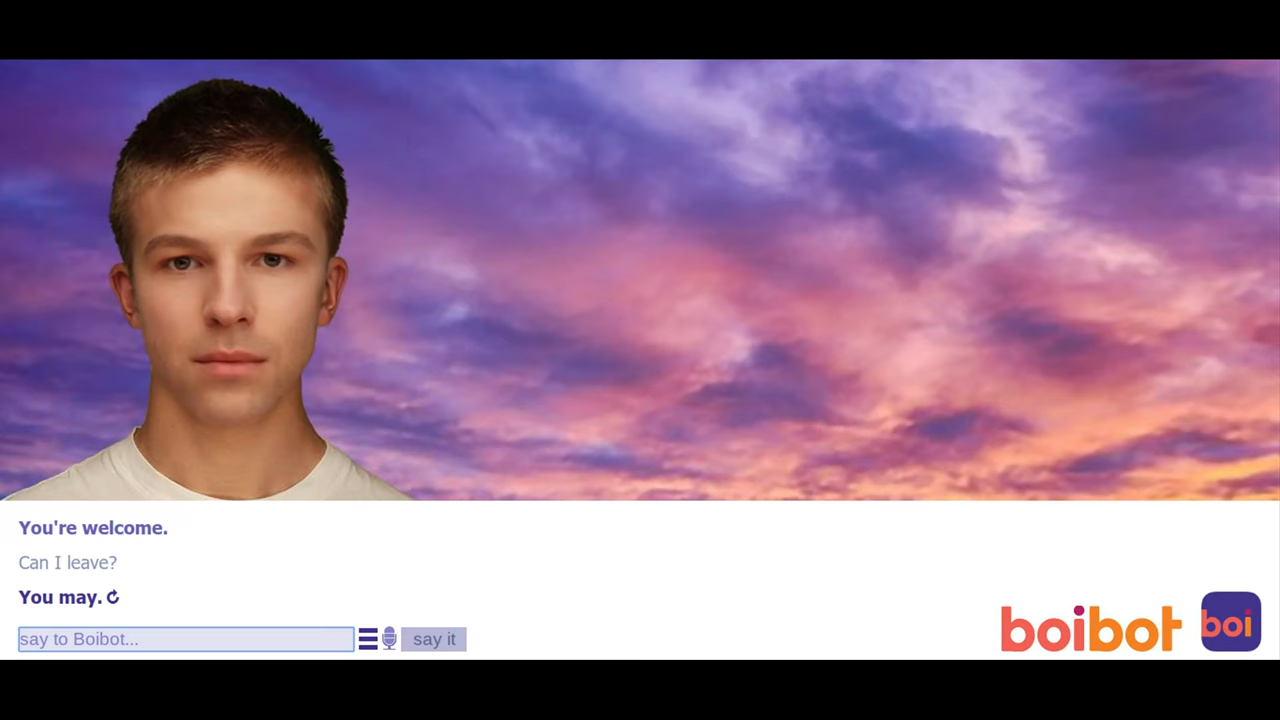 You're welcome.
Can I leave?
You may.
say to Boibot...
say it
boibot
boi